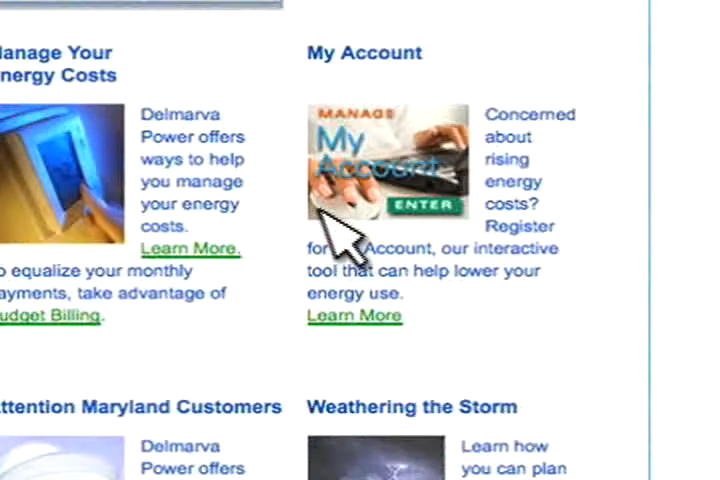 anage Your
nergy Costs
Delmarva
Power offers
ways to help
you manage
your energy
costs.
Learn More.
o equalize your monthly
ayments, take advantage of
udget Billing.
My Account
MANAGE
My
Account
ENTER
Concerned
about
rising
energy
costs?
Register
for Account, our interactive
tool that can help lower your
energy use.
Learn More
ttention Maryland Customers
Delmarva
Power offers
Weathering the Storm
Learn how
you can plan